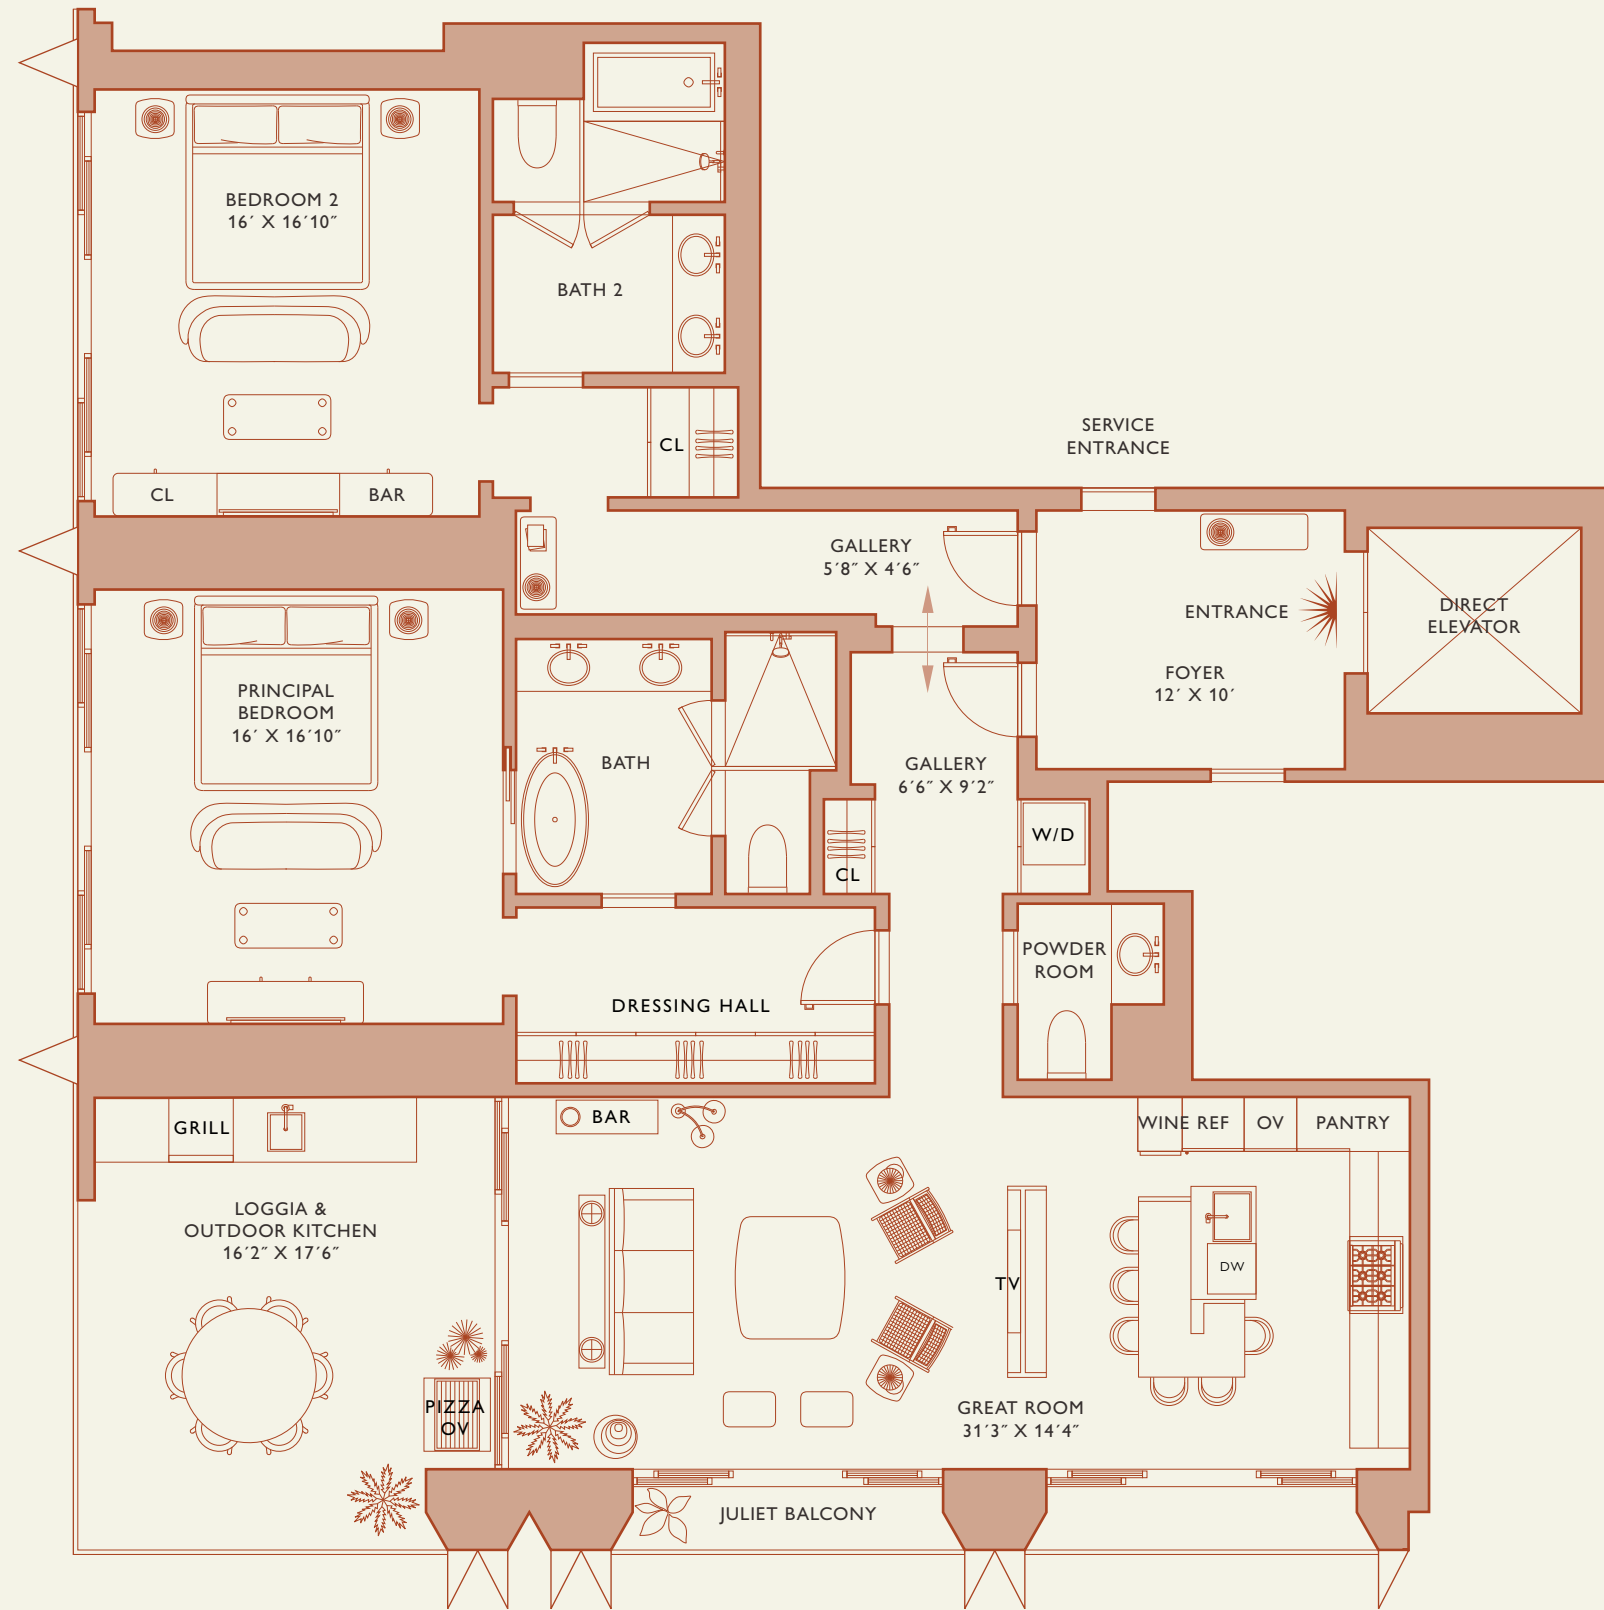 BEDROOM 2
16´ X 16´10˝
BATH 2
CL
CL
BAR
SERVICE
ENTRANCE
GALLERY
5´8˝ X 4´6˝
ENTRANCE
DIRECT
ELEVATOR
FOYER
12´ X 10´
PRINCIPAL
BEDROOM
16´ X 16´10˝
BATH
GALLERY
6´6˝ X 9´2˝
W/D
CL
POWDER
ROOM
DRESSING HALL
GRILL
BAR
WINE REF
OV
PANTRY
LOGGIA &
OUTDOOR KITCHEN
16´2˝ X 17´6˝
DW
TV
PIZZA
OV
GREAT ROOM
31´3˝ X 14´4˝
JULIET BALCONY